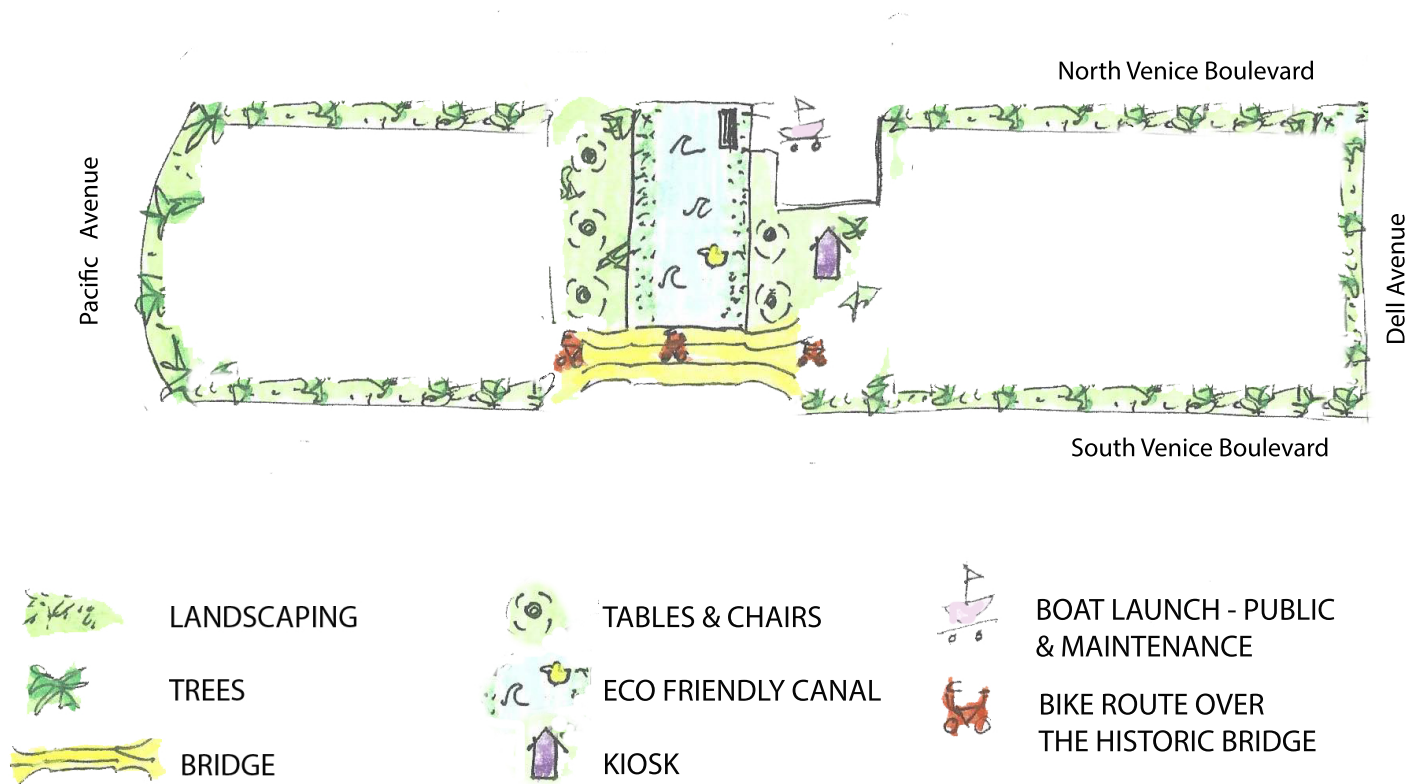 North Venice Boulevard
Pacific Avenue
Dell Avenue
South Venice Boulevard
LANDSCAPING
TREES
BRIDGE
TABLES & CHAIRS
ECO FRIENDLY CANAL
KIOSK
BOAT LAUNCH - PUBLIC
& MAINTENANCE
BIKE ROUTE OVER
THE HISTORIC BRIDGE